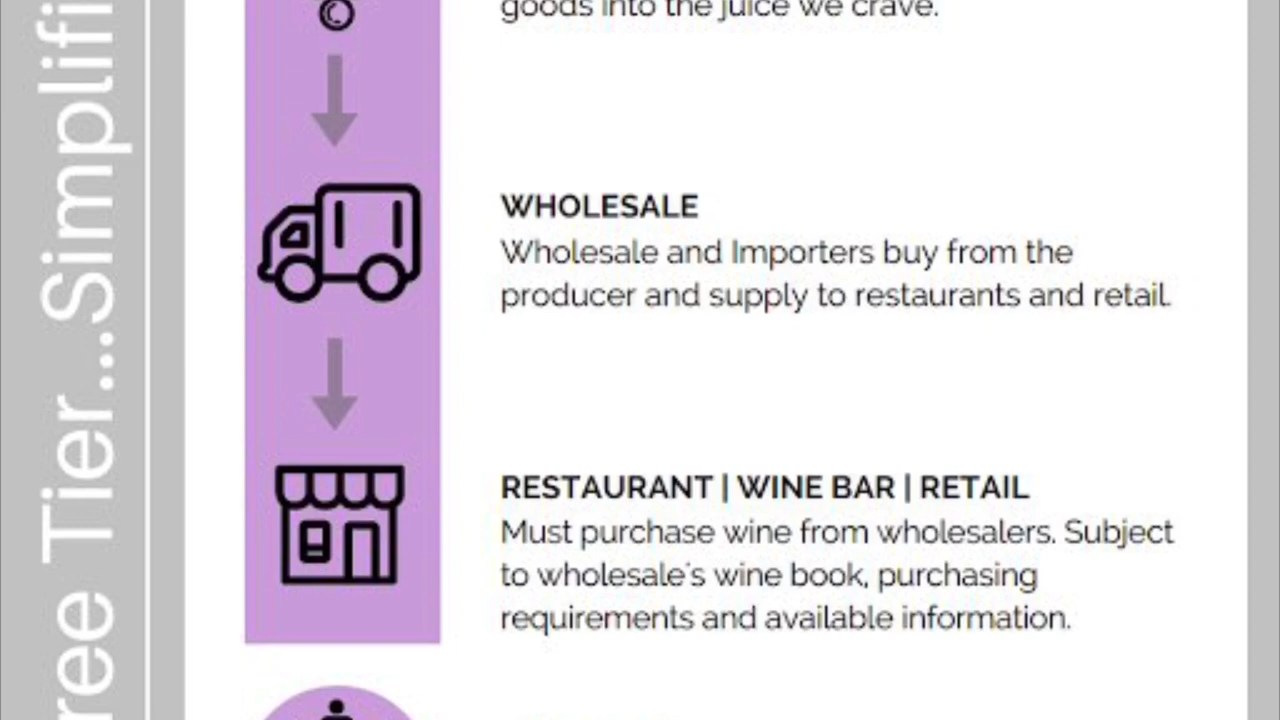 ree Tier...Simplifi
goods into the juice we crave.
WHOLESALE
Wholesale and Importers buy from the
producer and supply to restaurants and retail.
RESTAURANT | WINE BAR | RETAIL
Must purchase wine from wholesalers. Subject
to wholesale's wine book, purchasing
requirements and available information.